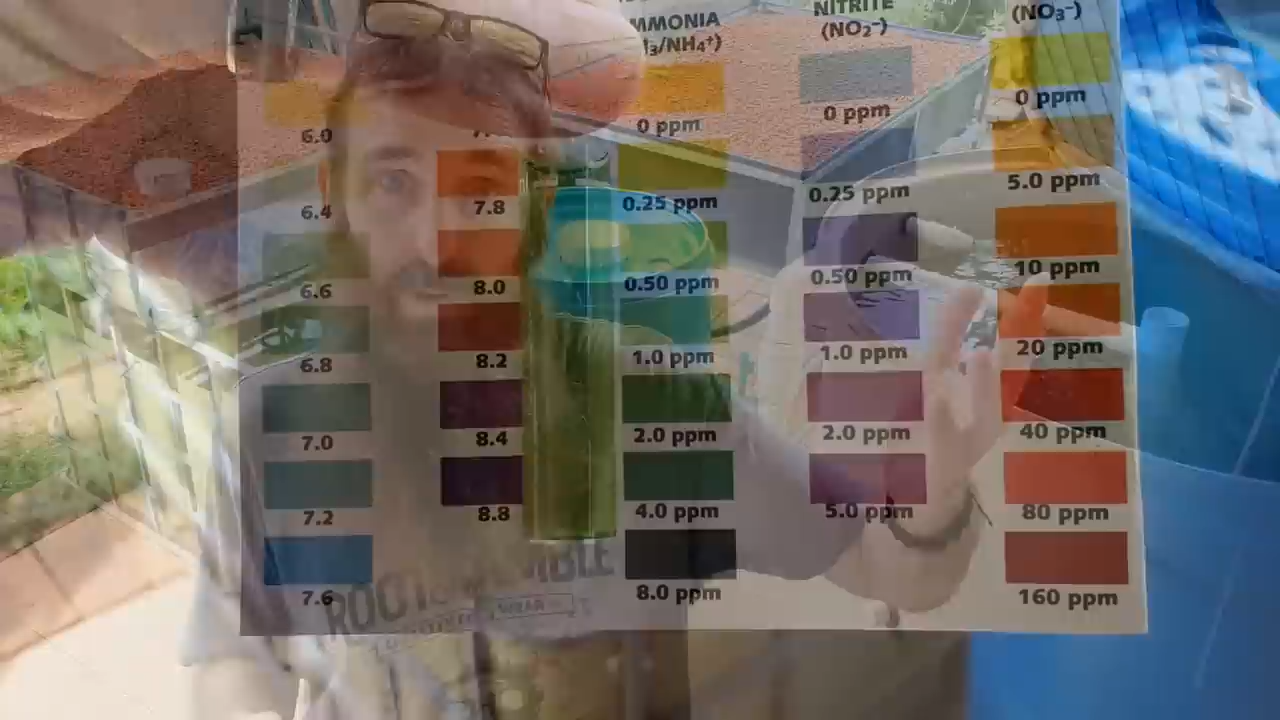 NITRITE
(NO₂⁻)
(NO₃⁻)
0 ppm
0 ppm
0 ppm
6.0
0.25 ppm
0.25 ppm
5.0 ppm
6.4
7.8
0.50 ppm
0.50 ppm
10 ppm
6.6
8.0
1.0 ppm
1.0 ppm
20 ppm
6.8
8.2
2.0 ppm
2.0 ppm
40 ppm
7.0
8.4
4.0 ppm
5.0 ppm
80 ppm
7.2
8.8
8.0 ppm
160 ppm
7.6